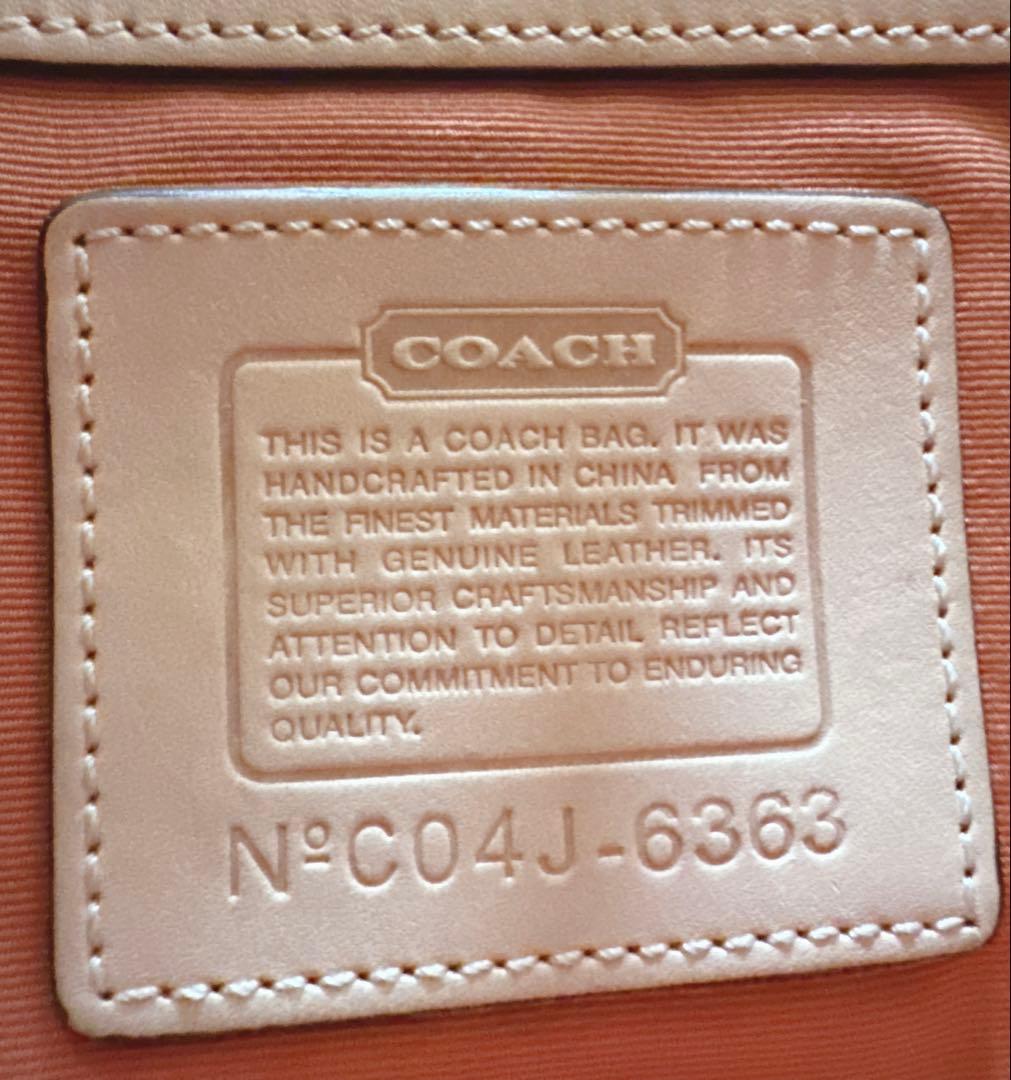 COACH
THIS IS A COACH BAG. IT WAS
HANDCRAFTED IN CHINA FROM
THE FINEST MATERIALS TRIMMED
WITH GENUINE LEATHER. ITS
SUPERIOR CRAFTSMANSHIP AND
ATTENTION TO DETAIL REFLECT
OUR COMMITMENT TO ENDURING
QUALITY.
Nº C04J-6363